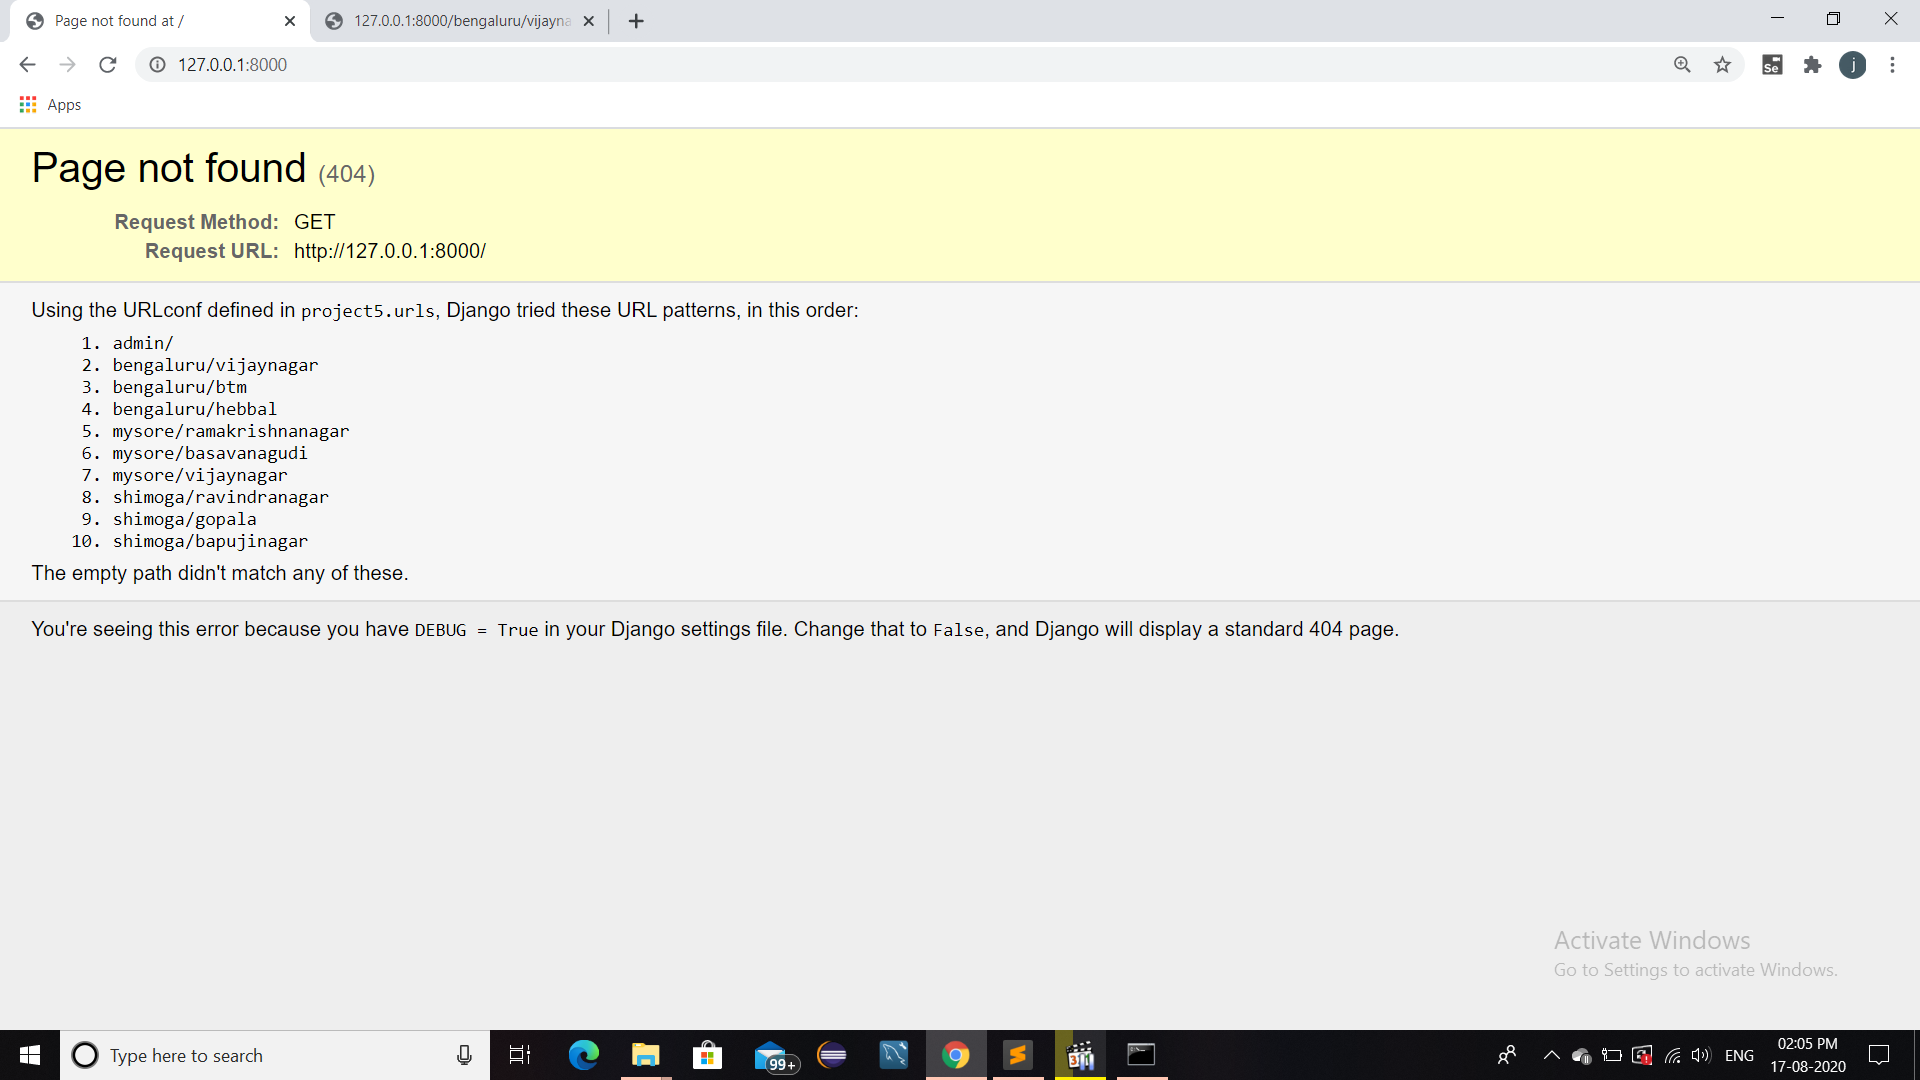 Page not found at /
127.0.0.1:8000/bengaluru/vijayna
127.0.0.1:8000
Se
j
Apps
Page not found (404)
Request Method: GET
Request URL: http://127.0.0.1:8000/
Using the URLconf defined in project5.urls, Django tried these URL patterns, in this order:
1. admin/
2. bengaluru/vijaynagar
3. bengaluru/btm
4. bengaluru/hebbal
5. mysore/ramakrishnanagar
6. mysore/basavanagudi
7. mysore/vijaynagar
8. shimoga/ravindranagar
9. shimoga/gopala
10. shimoga/bapujinagar
The empty path didn't match any of these.
You're seeing this error because you have DEBUG = True in your Django settings file. Change that to False, and Django will display a standard 404 page.
Activate Windows
Go to Settings to activate Windows.
Type here to search
99+
ENG
02:05 PM
17-08-2020